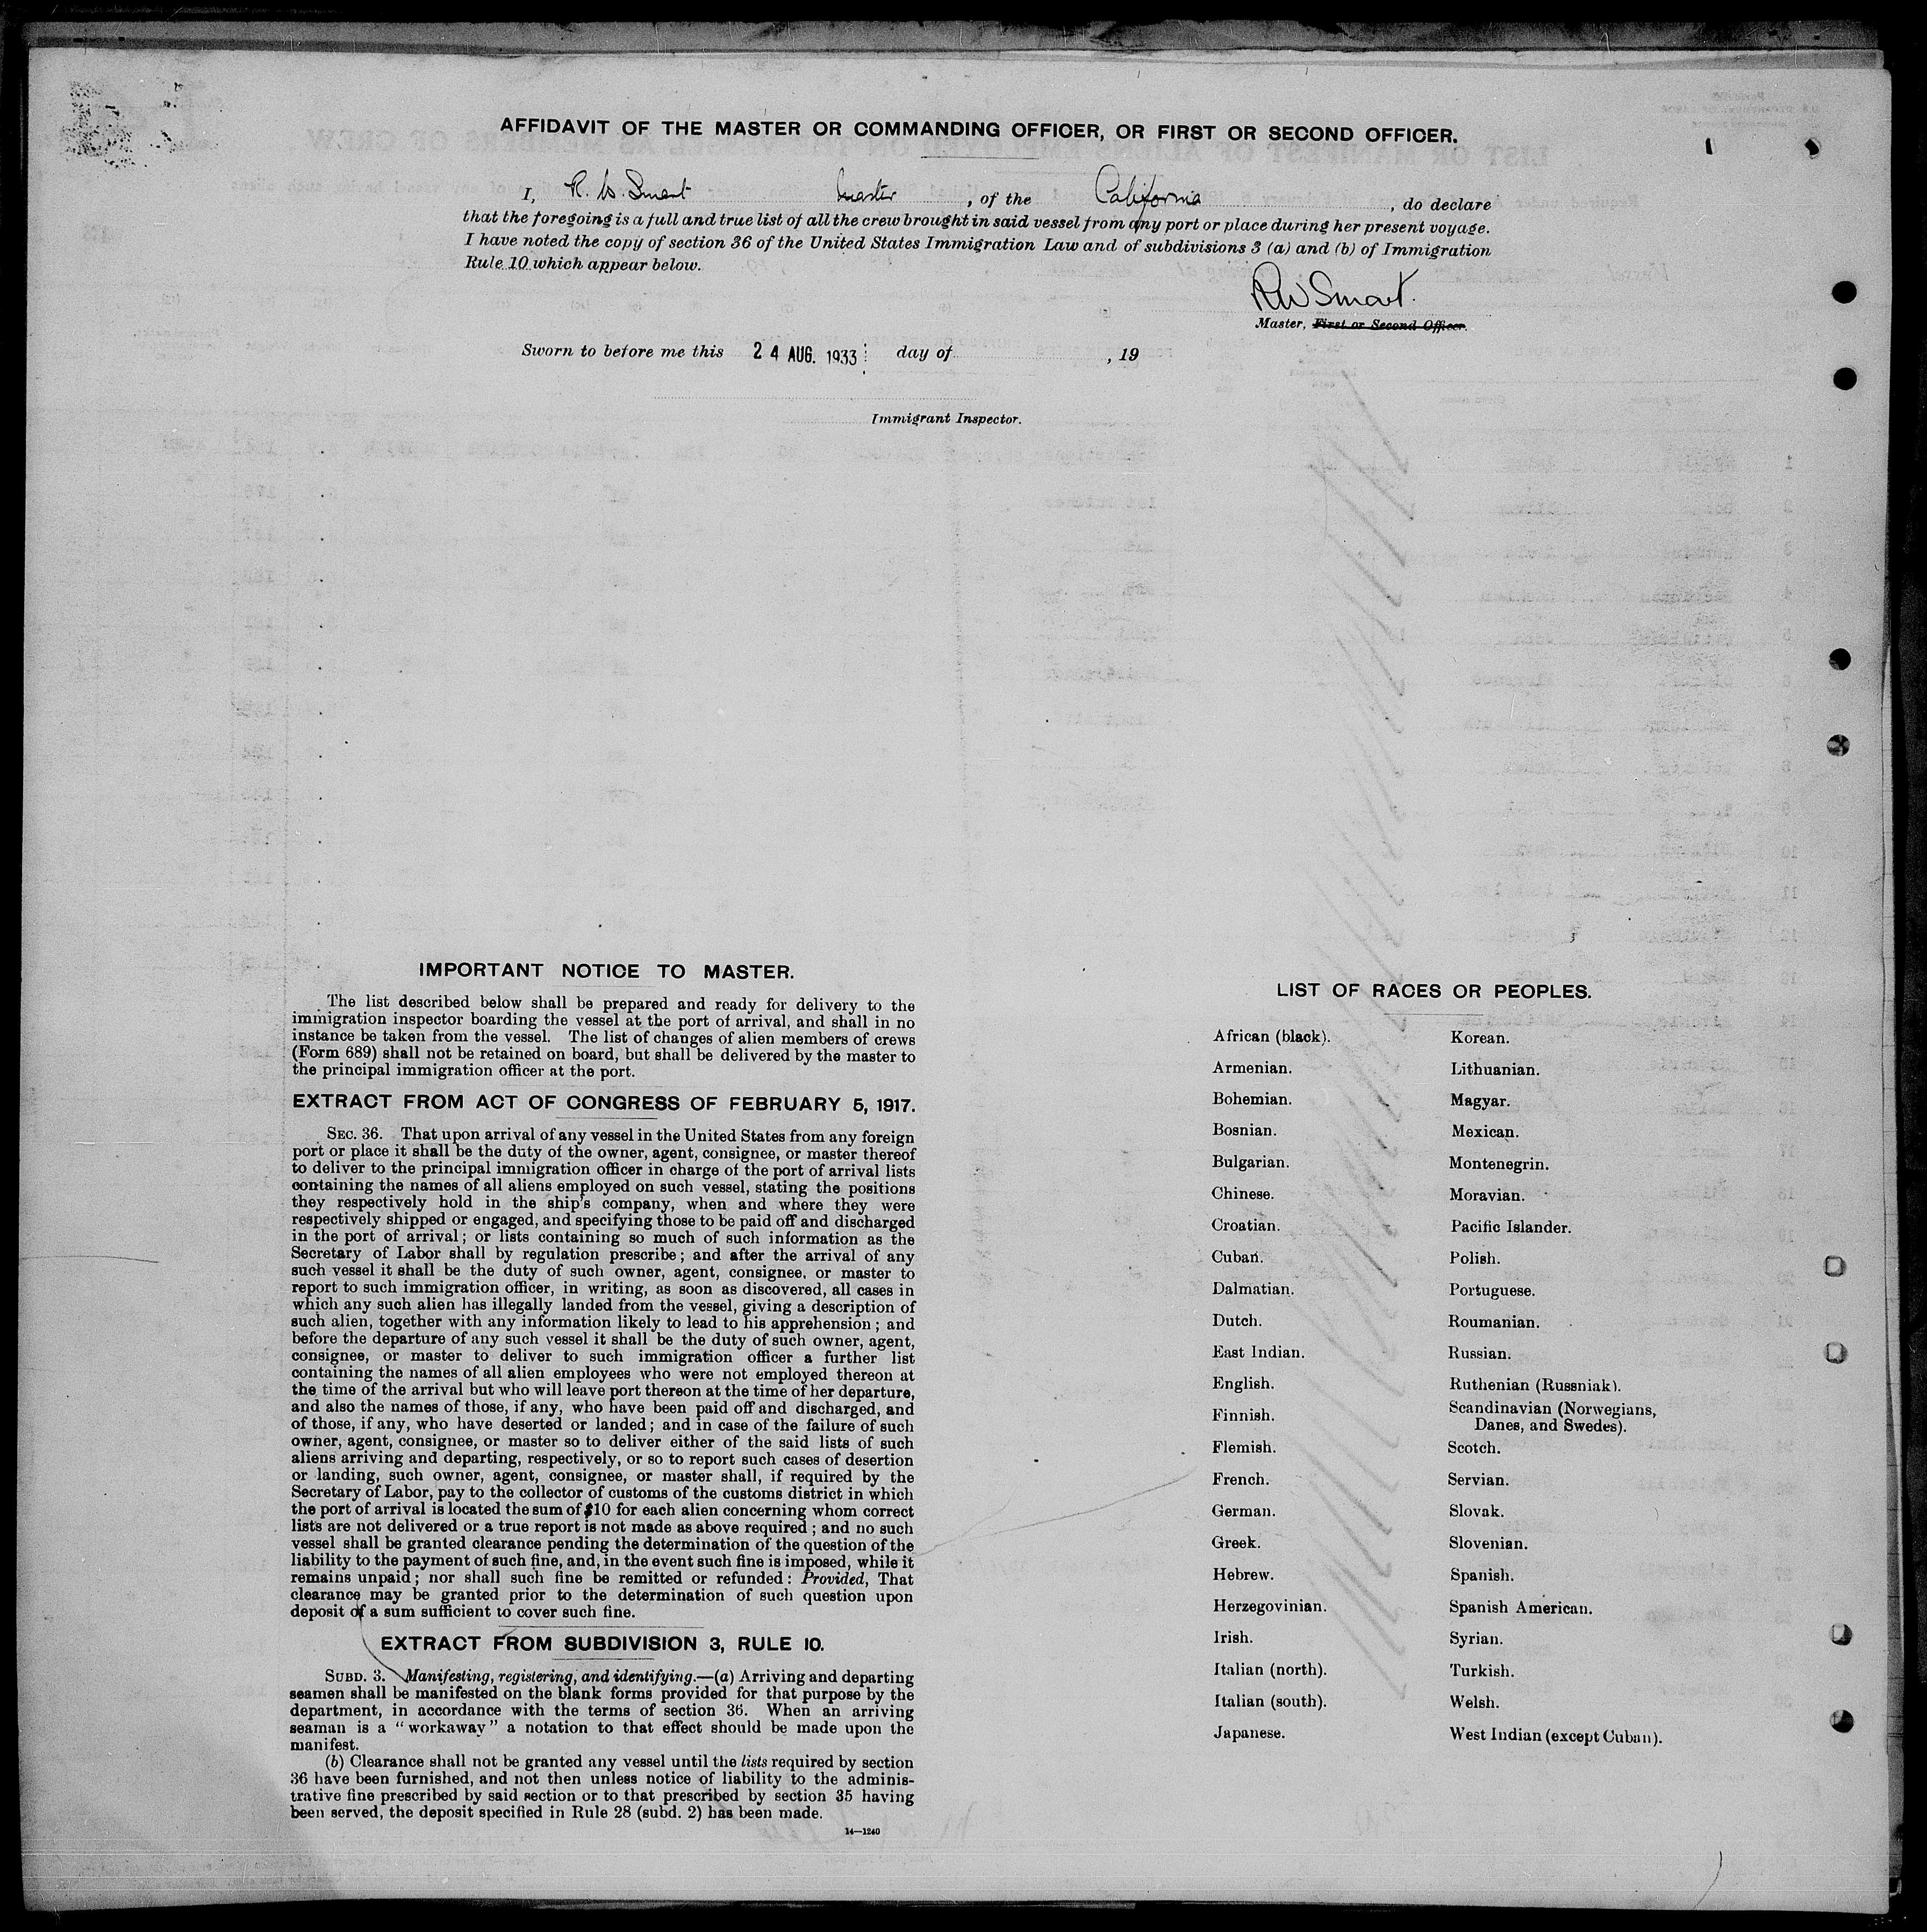 AFFIDAVIT OF THE MASTER OR COMMANDING OFFICER, OR FIRST OR SECOND OFFICER.
I, R. W. Smart Master, of the California, do declare
that the foregoing is a full and true list of all the crew brought in said vessel from any port or place during her present voyage.
I have noted the copy of section 36 of the United States Immigration Law and of subdivisions 3 (a) and (b) of Immigration
Rule 10 which appear below.
RW Smart.
Master, First or Second Officer.
Sworn to before me this 24 AUG. 1933 day of , 19
Immigrant Inspector.
IMPORTANT NOTICE TO MASTER.
The list described below shall be prepared and ready for delivery to the
immigration inspector boarding the vessel at the port of arrival, and shall in no
instance be taken from the vessel. The list of changes of alien members of crews
(Form 689) shall not be retained on board, but shall be delivered by the master to
the principal immigration officer at the port.
EXTRACT FROM ACT OF CONGRESS OF FEBRUARY 5, 1917.
SEC. 36. That upon arrival of any vessel in the United States from any foreign
port or place it shall be the duty of the owner, agent, consignee, or master thereof
to deliver to the principal immigration officer in charge of the port of arrival lists
containing the names of all aliens employed on such vessel, stating the positions
they respectively hold in the ship's company, when and where they were
respectively shipped or engaged, and specifying those to be paid off and discharged
in the port of arrival; or lists containing so much of such information as the
Secretary of Labor shall by regulation prescribe; and after the arrival of any
such vessel it shall be the duty of such owner, agent, consignee, or master to
report to such immigration officer, in writing, as soon as discovered, all cases in
which any such alien has illegally landed from the vessel, giving a description of
such alien, together with any information likely to lead to his apprehension; and
before the departure of any such vessel it shall be the duty of such owner, agent,
consignee, or master to deliver to such immigration officer a further list
containing the names of all alien employees who were not employed thereon at
the time of the arrival but who will leave port thereon at the time of her departure,
and also the names of those, if any, who have been paid off and discharged, and
of those, if any, who have deserted or landed; and in case of the failure of such
owner, agent, consignee, or master so to deliver either of the said lists of such
aliens arriving and departing, respectively, or so to report such cases of desertion
or landing, such owner, agent, consignee, or master shall, if required by the
Secretary of Labor, pay to the collector of customs of the customs district in which
the port of arrival is located the sum of $10 for each alien concerning whom correct
lists are not delivered or a true report is not made as above required; and no such
vessel shall be granted clearance pending the determination of the question of the
liability to the payment of such fine, and, in the event such fine is imposed, while it
remains unpaid; nor shall such fine be remitted or refunded: Provided, That
clearance may be granted prior to the determination of such question upon
deposit of a sum sufficient to cover such fine.
EXTRACT FROM SUBDIVISION 3, RULE 10.
SUBD. 3. Manifesting, registering, and identifying.—(a) Arriving and departing
seamen shall be manifested on the blank forms provided for that purpose by the
department, in accordance with the terms of section 36. When an arriving
seaman is a "workaway" a notation to that effect should be made upon the
manifest.
(b) Clearance shall not be granted any vessel until the lists required by section
36 have been furnished, and not then unless notice of liability to the adminis-
trative fine prescribed by said section or to that prescribed by section 35 having
been served, the deposit specified in Rule 28 (subd. 2) has been made.
14—1240
LIST OF RACES OR PEOPLES.
African (black).
Armenian.
Bohemian.
Bosnian.
Bulgarian.
Chinese.
Croatian.
Cuban.
Dalmatian.
Dutch.
East Indian.
English.
Finnish.
Flemish.
French.
German.
Greek.
Hebrew.
Herzegovinian.
Irish.
Italian (north).
Italian (south).
Japanese.
Korean.
Lithuanian.
Magyar.
Mexican.
Montenegrin.
Moravian.
Pacific Islander.
Polish.
Portuguese.
Roumanian.
Russian.
Ruthenian (Russniak).
Scandinavian (Norwegians,
Danes, and Swedes).
Scotch.
Servian.
Slovak.
Slovenian.
Spanish.
Spanish American.
Syrian.
Turkish.
Welsh.
West Indian (except Cuban).